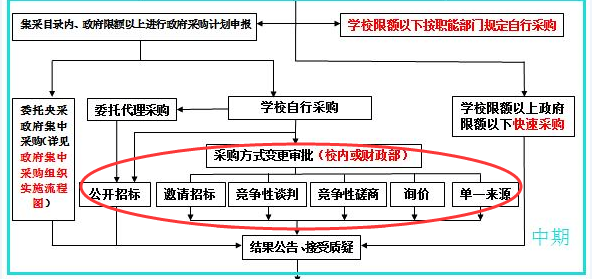 集采目录内、政府限额以上进行政府采购计划申报
学校限额以下按职能部门规定自行采购
委托央采
政府集中
采购(详见
政府集中
采购组织
实施流程
图)
委托代理采购
学校自行采购
学校限额以上政府
限额以下快速采购
采购方式变更审批(校内或财政部)
公开招标
邀请招标
竞争性谈判
竞争性磋商
询价
单一来源
结果公告、接受质疑
中期